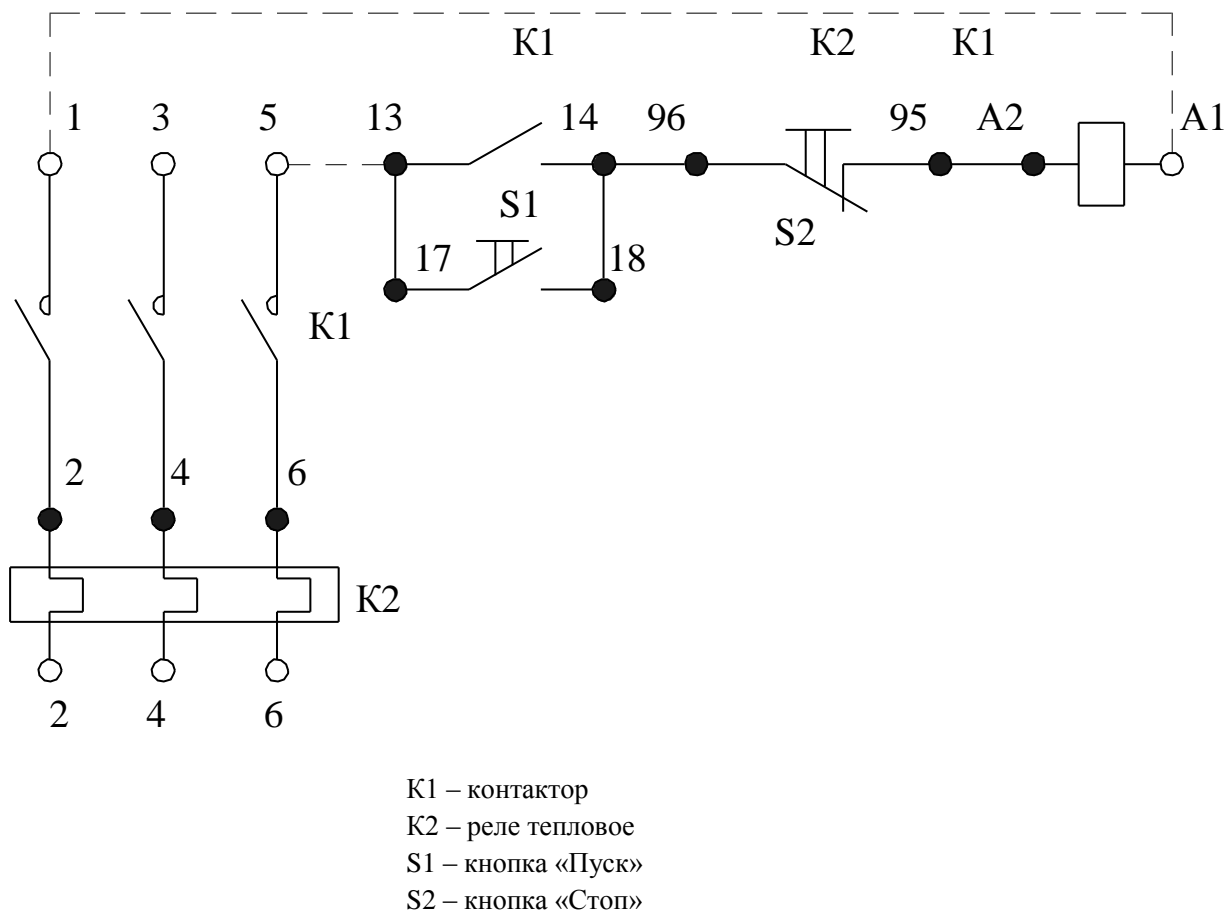 К1 К2 К1
1 3 5 13 14 96 95 А2 А1
S1 S2
17 18
К1
2 4 6
К2
2 4 6
К1 – контактор
К2 – реле тепловое
S1 – кнопка «Пуск»
S2 – кнопка «Стоп»